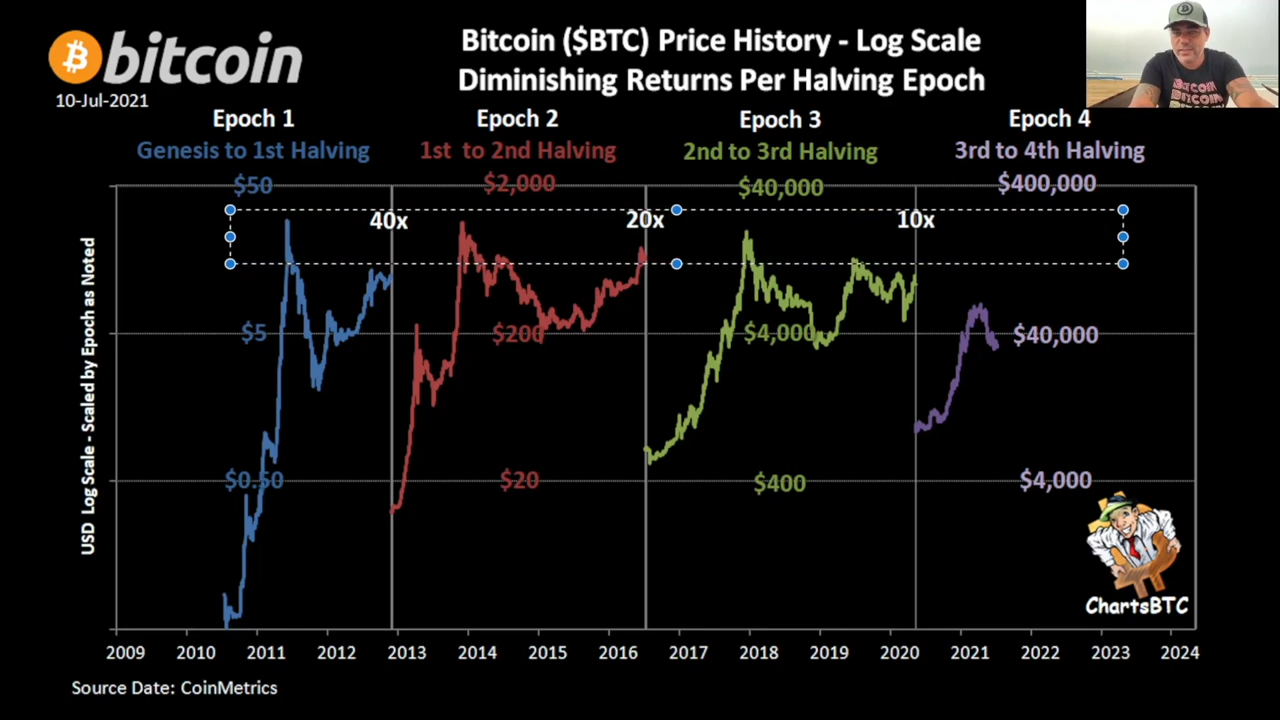 bitcoin
10-Jul-2021
Bitcoin ($BTC) Price History - Log Scale
Diminishing Returns Per Halving Epoch
BITCOIN
BITCOIN
BITCOIN
Epoch 1
Genesis to 1st Halving
Epoch 2
1st to 2nd Halving
Epoch 3
2nd to 3rd Halving
Epoch 4
3rd to 4th Halving
$50
$2,000
$40,000
$400,000
40x
20x
10x
$5
$200
$4,000
$40,000
$0.50
$20
$400
$4,000
USD Log Scale - Scaled by Epoch as Noted
ChartsBTC
2009 2010 2011 2012 2013 2014 2015 2016 2017 2018 2019 2020 2021 2022 2023 2024
Source Date: CoinMetrics